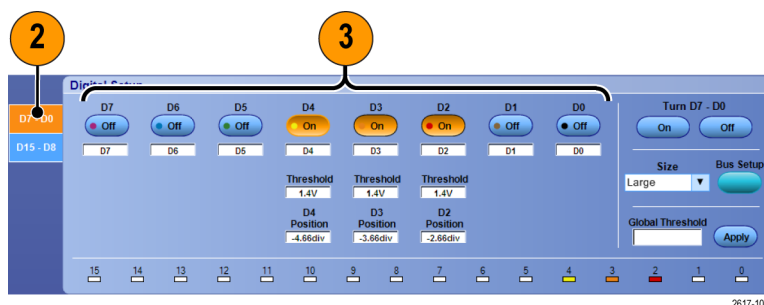 2 3
Digital Setup
D7 - D0
D15 - D8
D7 D6 D5 D4 D3 D2 D1 D0
Off Off Off On On On Off Off
D7 D6 D5 D4 D3 D2 D1 D0
Threshold Threshold Threshold
1.4V 1.4V 1.4V
D4 D3 D2
Position Position Position
-4.66div -3.66div -2.66div
Turn D7 - D0
On Off
Size Bus Setup
Large
Global Threshold
Apply
15 14 13 12 11 10 9 8 7 6 5 4 3 2 1 0
2617-10